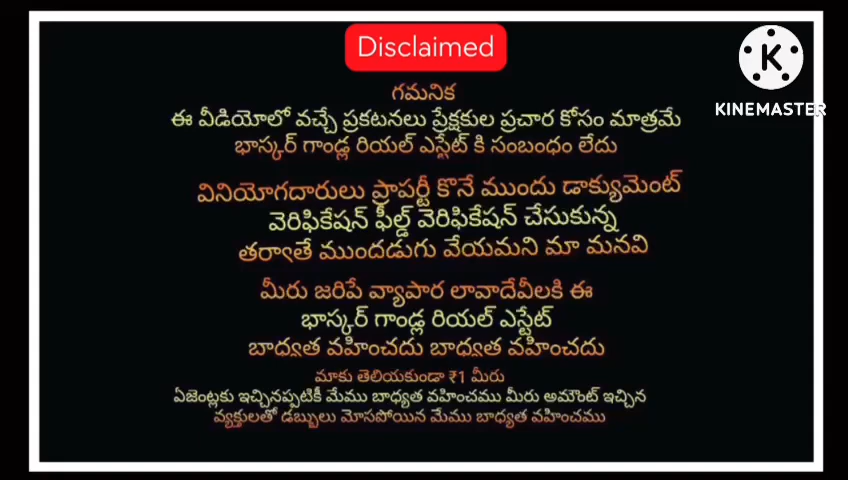 Disclaimed
KINEMASTER
గమనిక
ఈ వీడియోలో వచ్చే ప్రకటనలు ప్రేక్షకుల ప్రచార కోసం మాత్రమే
భాస్కర్ గాండ్ల రియల్ ఎస్టేట్ కి సంబంధం లేదు
వినియోగదారులు ప్రాపర్టీ కొనే ముందు డాక్యుమెంట్
వెరిఫికేషన్ ఫీల్డ్ వెరిఫికేషన్ చేసుకున్న
తర్వాతే ముందడుగు వేయమని మా మనవి
మీరు జరిపే వ్యాపార లావాదేవీలకి ఈ
భాస్కర్ గాండ్ల రియల్ ఎస్టేట్
బాధ్యత వహించదు బాధ్యత వహించదు
మాకు తెలియకుండా ₹1 మీరు
ఏజెంట్లకు ఇచ్చినప్పటికీ మేము బాధ్యత వహించము మీరు అమౌంట్ ఇచ్చిన
వ్యక్తులతో డబ్బులు మోసపోయిన మేము బాధ్యత వహించము